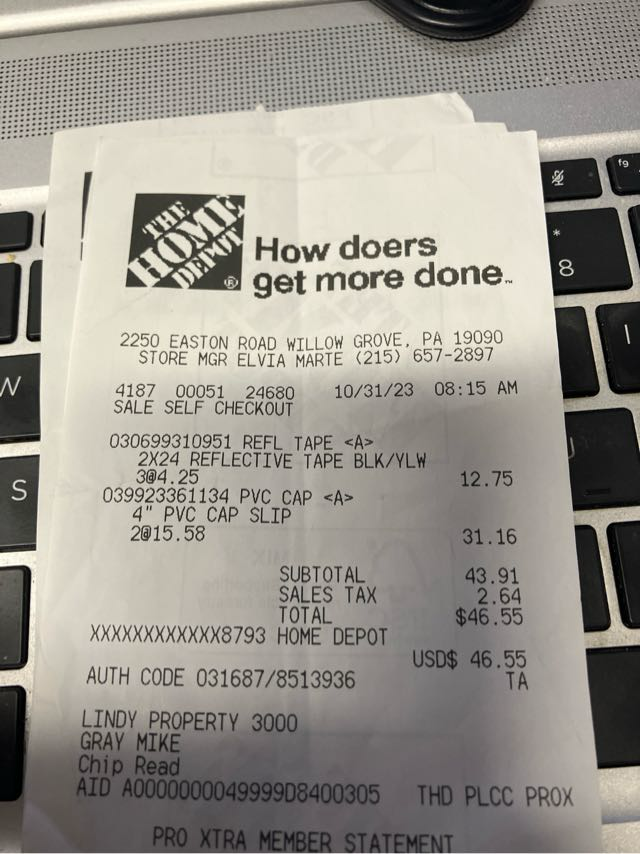 THE
HOME
DEPOT
®
How doers
get more done.™
2250 EASTON ROAD WILLOW GROVE, PA 19090
STORE MGR ELVIA MARTE (215) 657-2897
4187 00051 24680 10/31/23 08:15 AM
SALE SELF CHECKOUT
030699310951 REFL TAPE <A>
2X24 REFLECTIVE TAPE BLK/YLW
3@4.25 12.75
039923361134 PVC CAP <A>
4" PVC CAP SLIP
2@15.58 31.16
SUBTOTAL 43.91
SALES TAX 2.64
TOTAL $46.55
XXXXXXXXXXXX8793 HOME DEPOT
USD$ 46.55
AUTH CODE 031687/8513936 TA
LINDY PROPERTY 3000
GRAY MIKE
Chip Read
AID A0000000049999D8400305 THD PLCC PROX
PRO XTRA MEMBER STATEMENT
W
S
*
8
fg